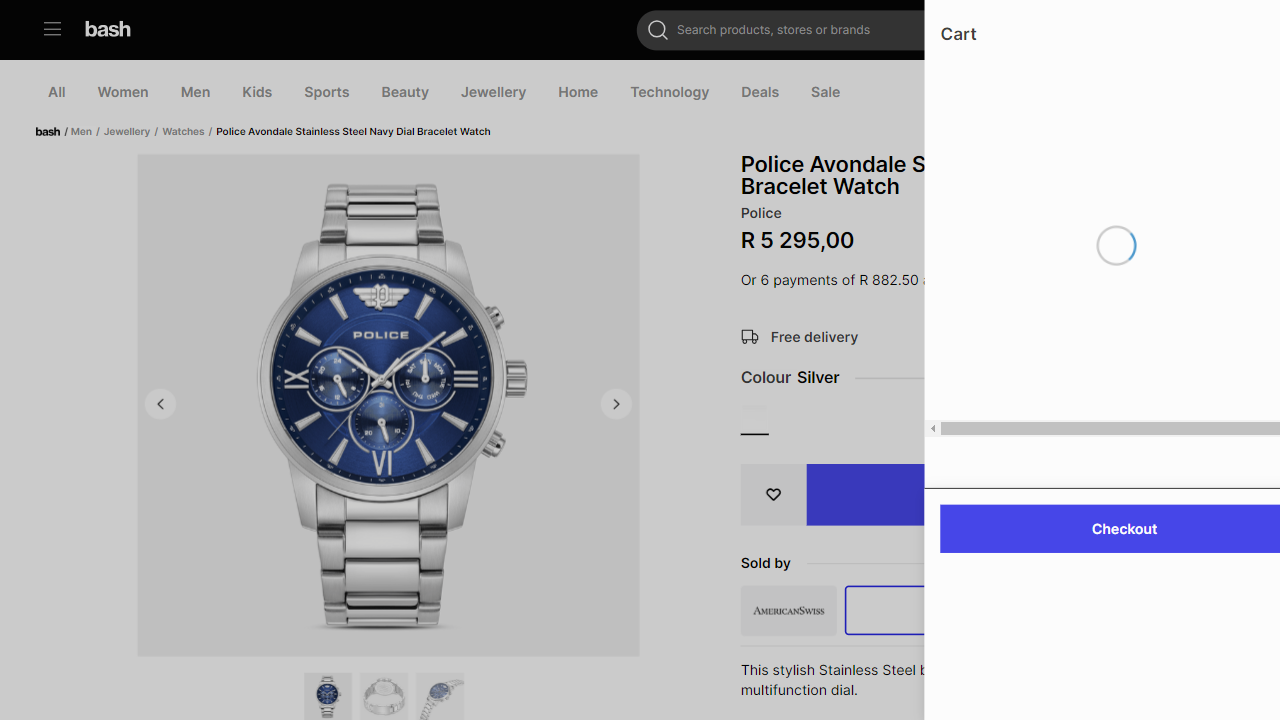 bash
Search products, stores or brands
Cart
All Women Men Kids Sports Beauty Jewellery Home Technology Deals Sale
bash / Men / Jewellery / Watches / Police Avondale Stainless Steel Navy Dial Bracelet Watch
Police Avondale S
Bracelet Watch
Police
R 5 295,00
Or 6 payments of R 882.50
Free delivery
Colour Silver
POLICE
Checkout
Sold by
AMERICANSWISS
This stylish Stainless Steel
multifunction dial.